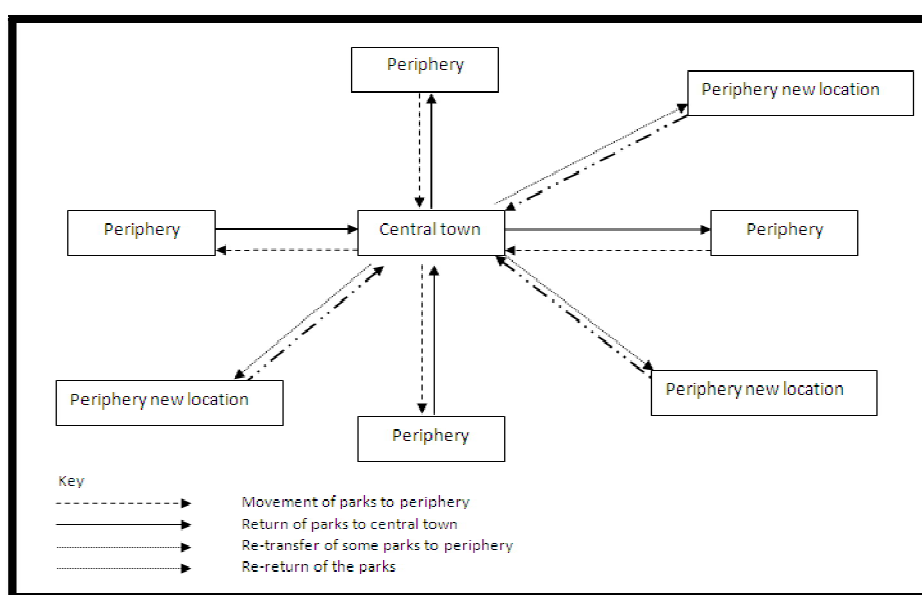 Periphery
Periphery new location
Periphery
Central town
Periphery
Periphery new location
Periphery new location
Periphery
Key
Movement of parks to periphery
Return of parks to central town
Re-transfer of some parks to periphery
Re-return of the parks